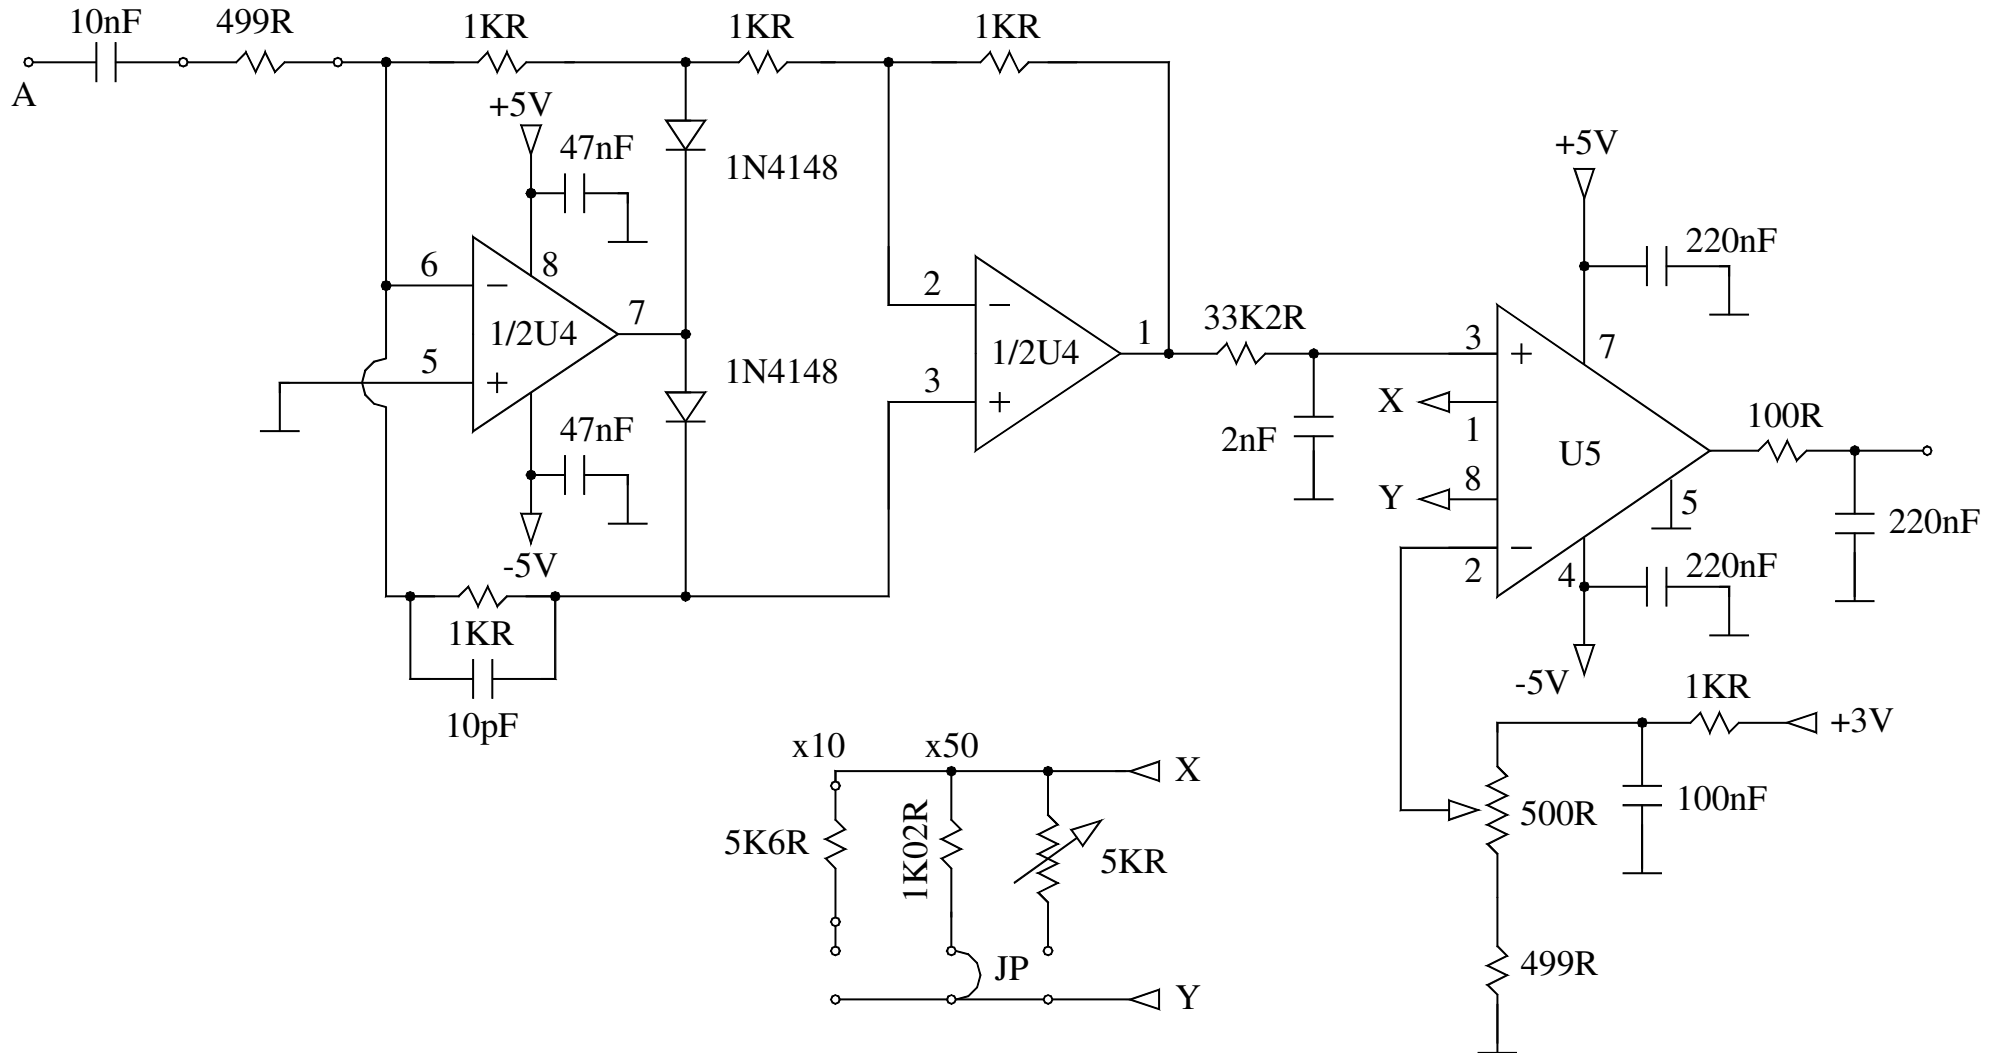 10nF
499R
1KR
1KR
1KR
A
+5V
47nF
1N4148
6
−
8
1/2U4
7
5
+
47nF
-5V
1N4148
1KR
10pF
2
−
1/2U4
1
3
+
33K2R
2nF
+5V
220nF
3
+
7
X
1
U5
Y
8
5
2
−
4
220nF
-5V
100R
220nF
1KR
+3V
500R
100nF
499R
x10
x50
X
5K6R
1K02R
5KR
JP
Y